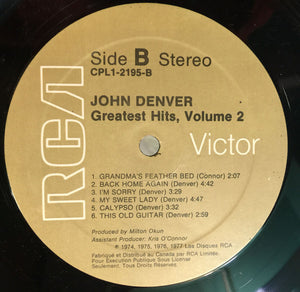 Side B Stereo
CPL1-2195-B
JOHN DENVER
Greatest Hits, Volume 2
RCA
Victor
1. GRANDMA'S FEATHER BED (Connor) 2:07
2. BACK HOME AGAIN (Denver) 4:42
3. I'M SORRY (Denver) 3:29
4. MY SWEET LADY (Denver) 4:40
5. CALYPSO (Denver) 3:32
6. THIS OLD GUITAR (Denver) 6:59
Produced by Milton Okun
Assistant Producer: Kris O'Connor
℗ 1974, 1975, 1976, 1977 Les Disques RCA
Fabriqué et Distribué au Canada par RCA Limitée.
Pour Exécution Publique Sous License
Seulement. Tous Droits Réservés.